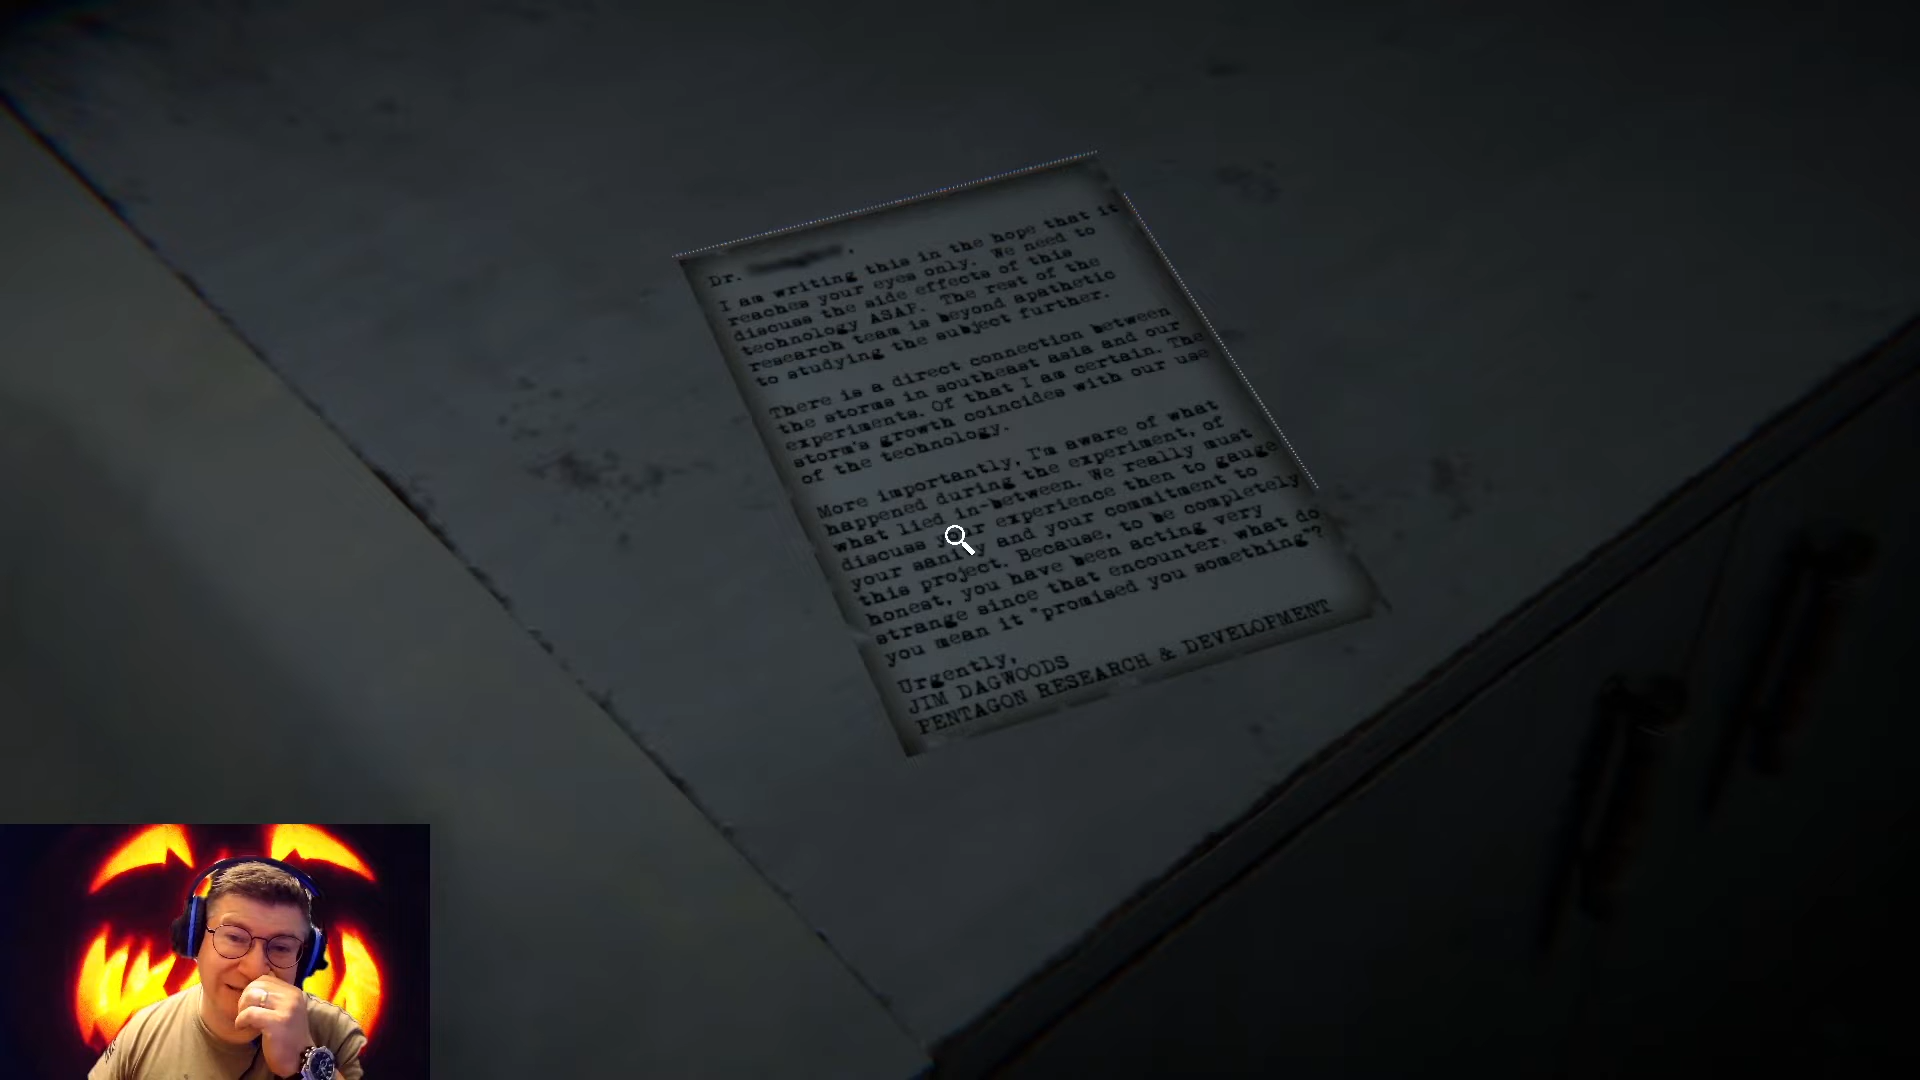 Dr.
I am writing this in the hope that it
reaches your eyes only. We need to
discuss the side effects of this
technology ASAP. The rest of the
research team is beyond apathetic
to studying the subject further.
There is a direct connection between
the storms in southeast asia and our
experiments. Of that I am certain. The
storm's growth coincides with our use
of the technology.
More importantly, I'm aware of what
happened during the experiment, of
what lied in-between. We really must
discuss your experience then to gauge
your sanity and your commitment to
this project. Because, to be completely
honest, you have been acting very
strange since that encounter: what do
you mean it "promised you something"?
Urgently,
JIM DAGWOODS
PENTAGON RESEARCH & DEVELOPMENT